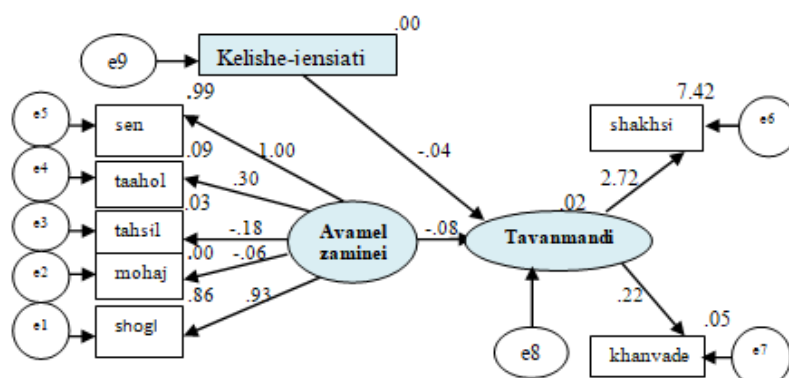 .00
e9
Kelishe-iensiati
.99
e5
sen
7.42
shakhsi
e6
.09
1.00
-.04
e4
taahol
.30
2.72
.03
e3
tahsil
-.18
Avamel
zaminei
-.08
.02
Tavanmandi
.00
-.06
e2
mohaj
.86
.93
.22
e1
shogl
.05
e8
khanvade
e7